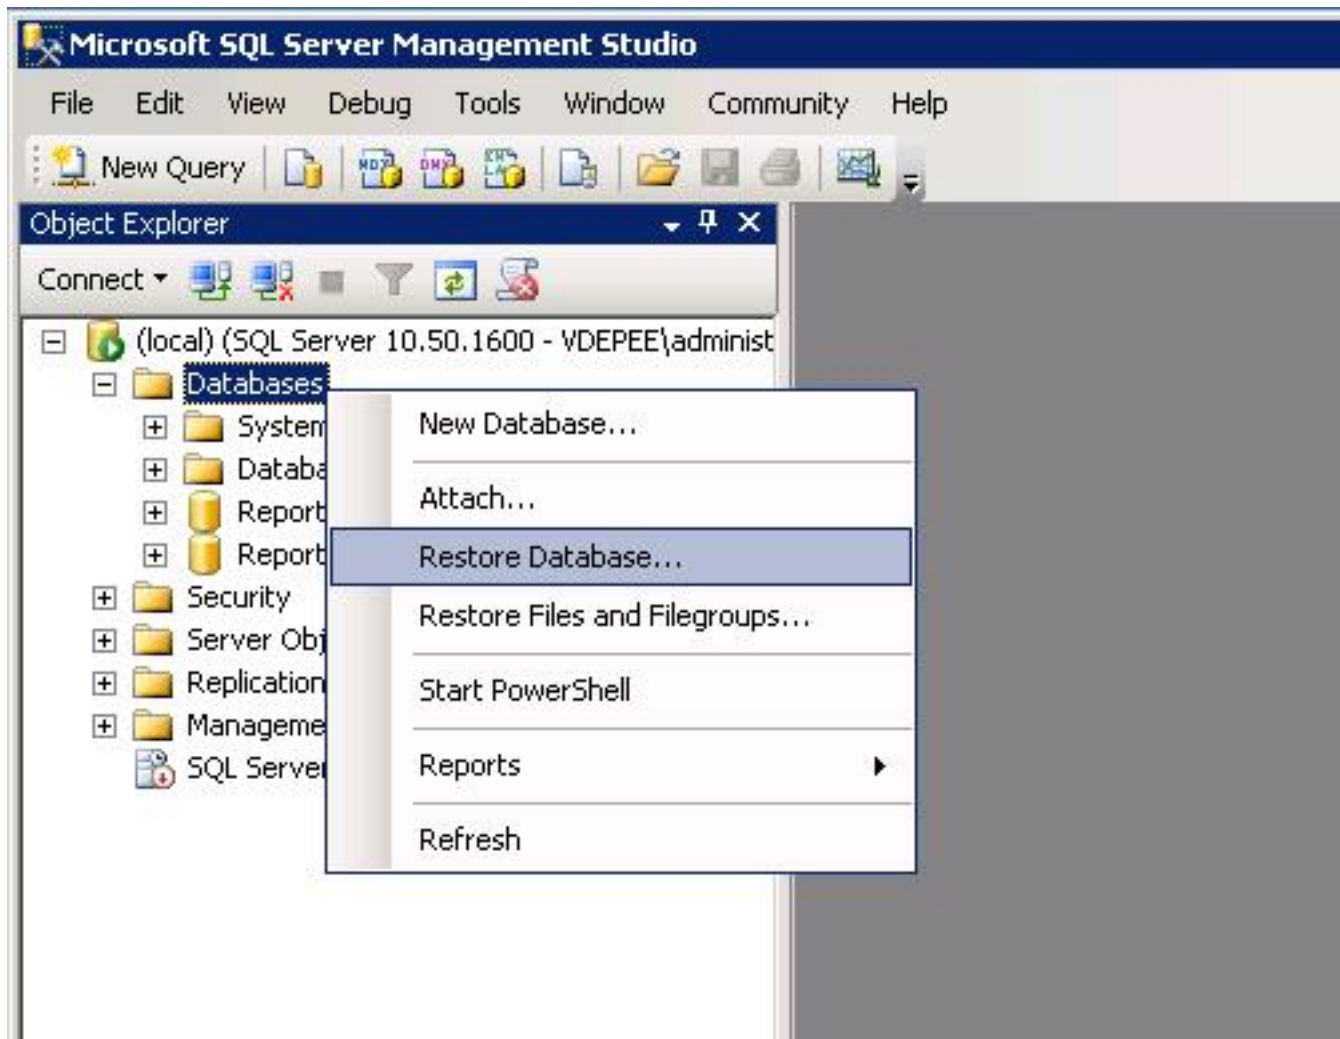 Microsoft SQL Server Management Studio
File Edit View Debug Tools Window Community Help
New Query
Object Explorer
Connect
(local) (SQL Server 10.50.1600 - VDEPEE\administ
Databases
System
New Database...
Databa
Attach...
Report
Restore Database...
Report
Security
Restore Files and Filegroups...
Server Obj
Replication
Start PowerShell
Manageme
SQL Server
Reports
Refresh